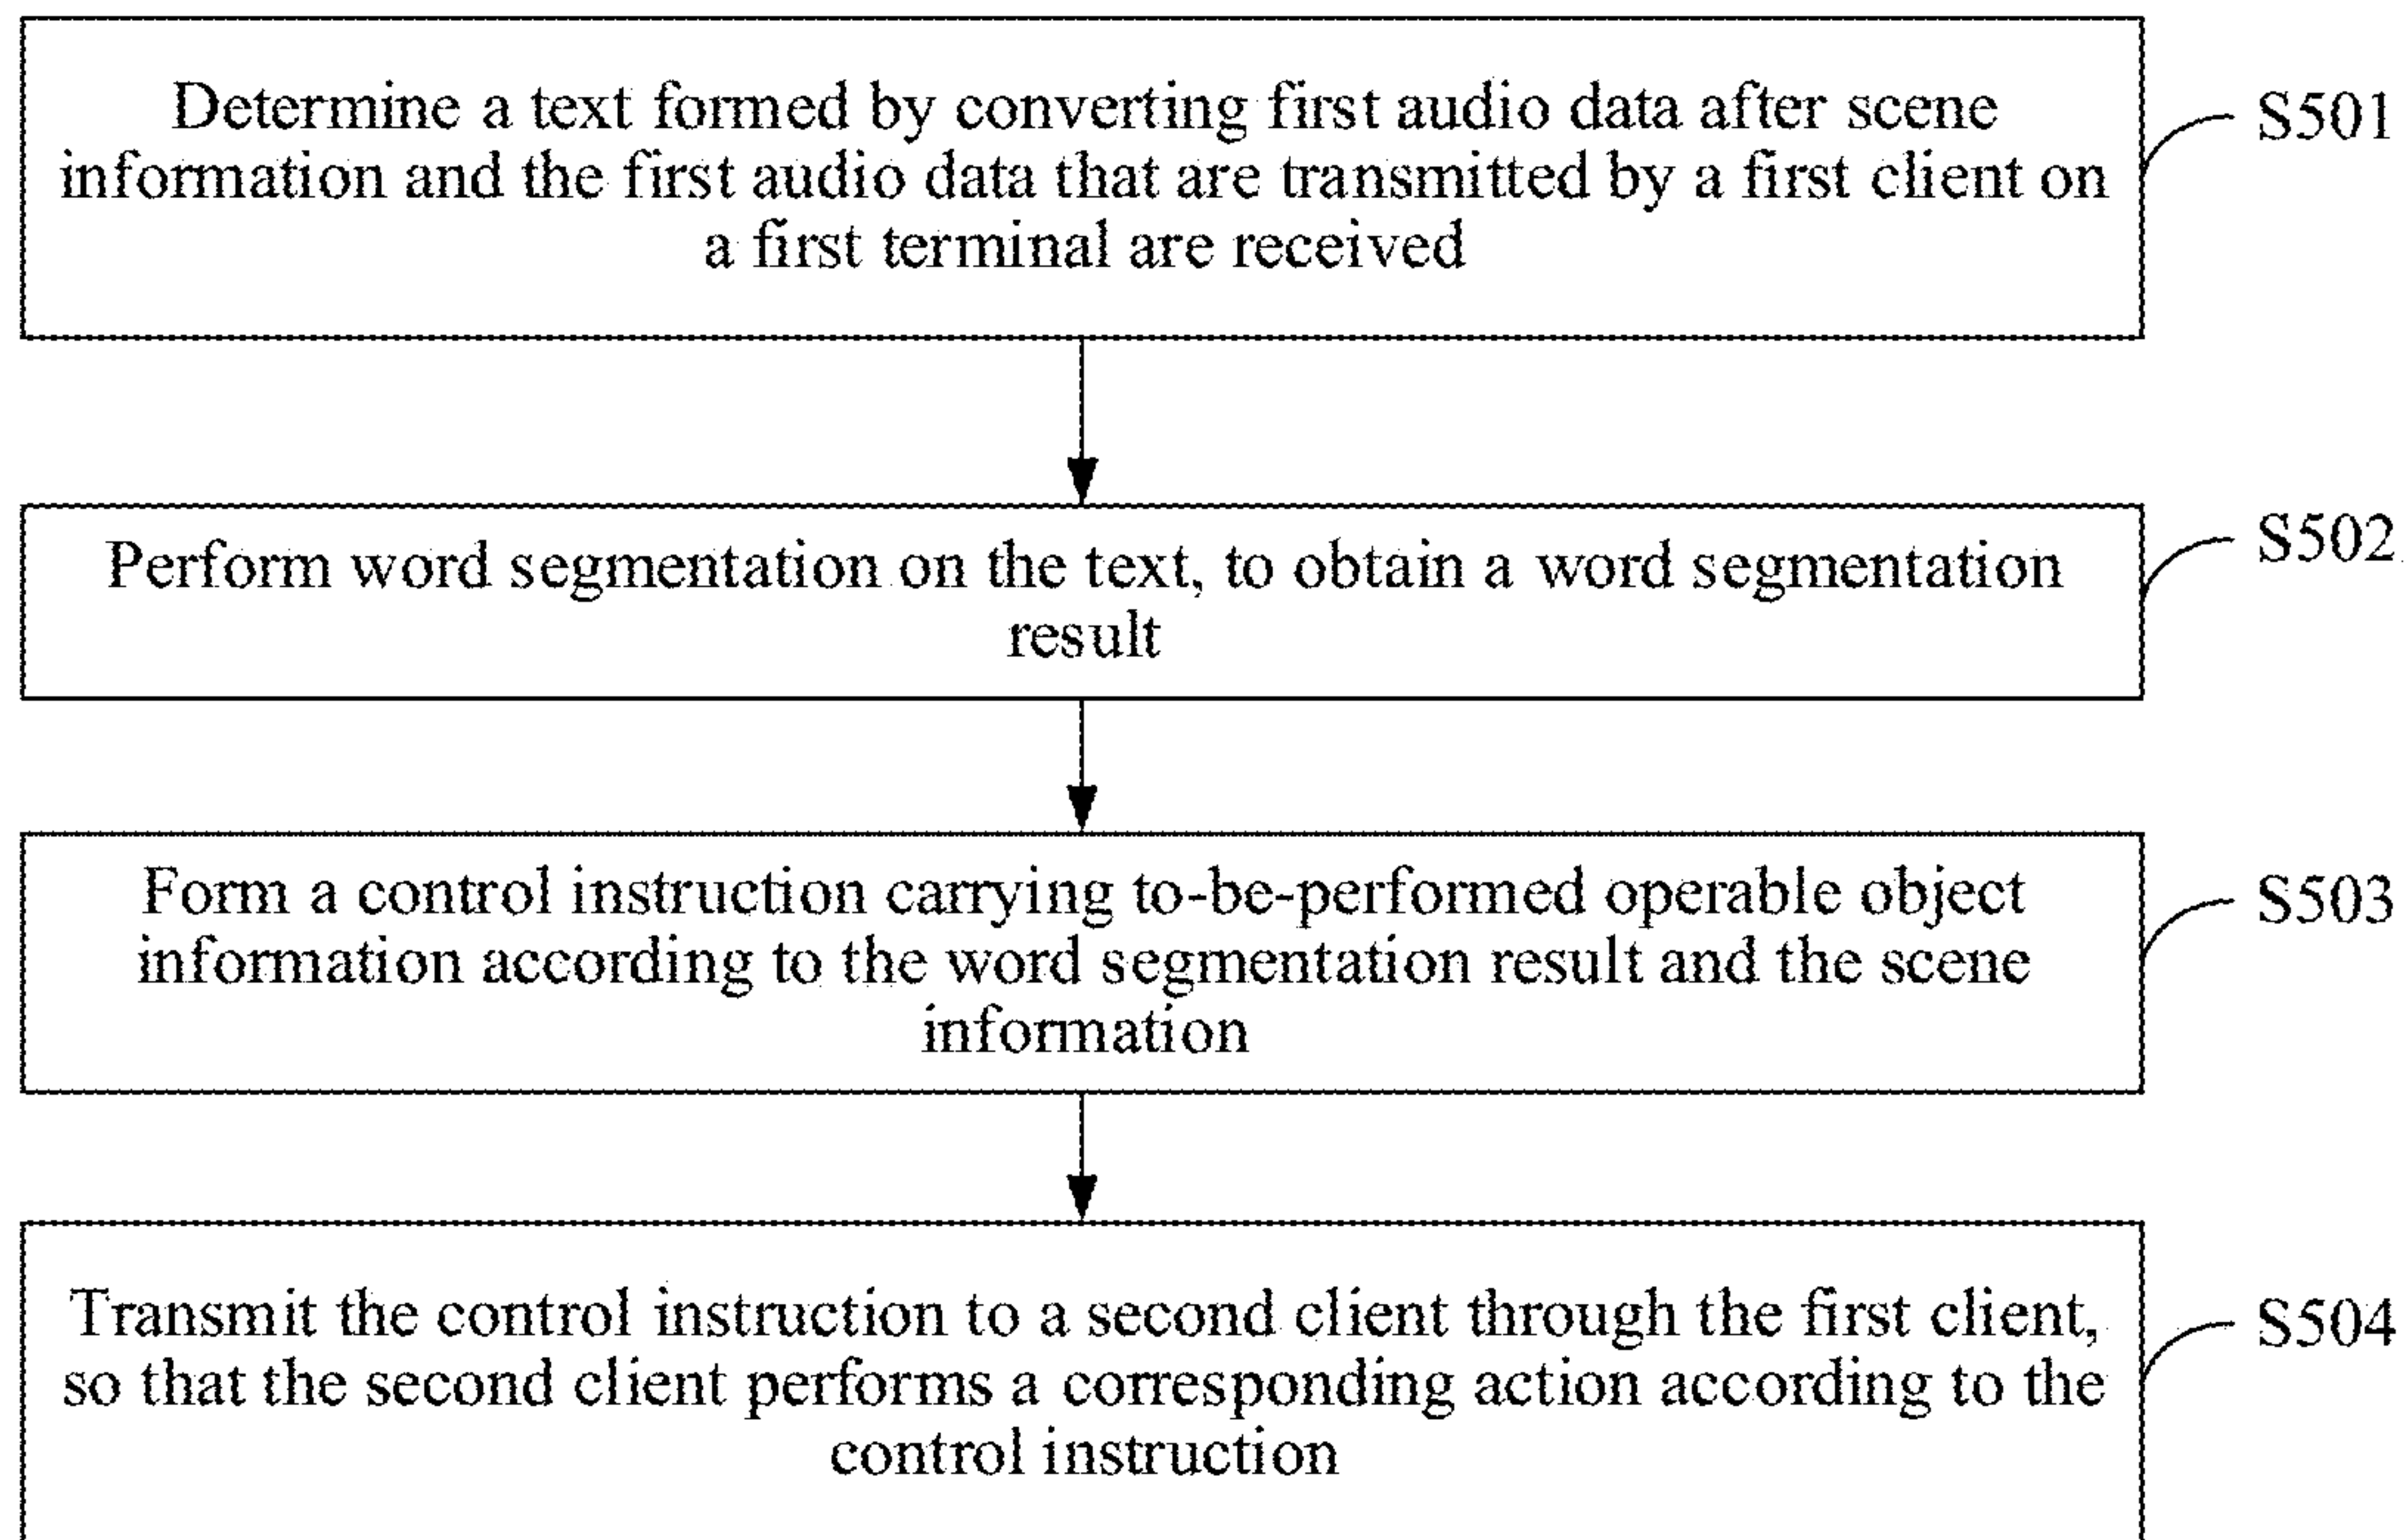 Determine a text formed by converting first audio data after scene
information and the first audio data that are transmitted by a first client on
a first terminal are received
S501
Perform word segmentation on the text, to obtain a word segmentation
result
S502
Form a control instruction carrying to-be-performed operable object
information according to the word segmentation result and the scene
information
S503
Transmit the control instruction to a second client through the first client,
so that the second client performs a corresponding action according to the
control instruction
S504